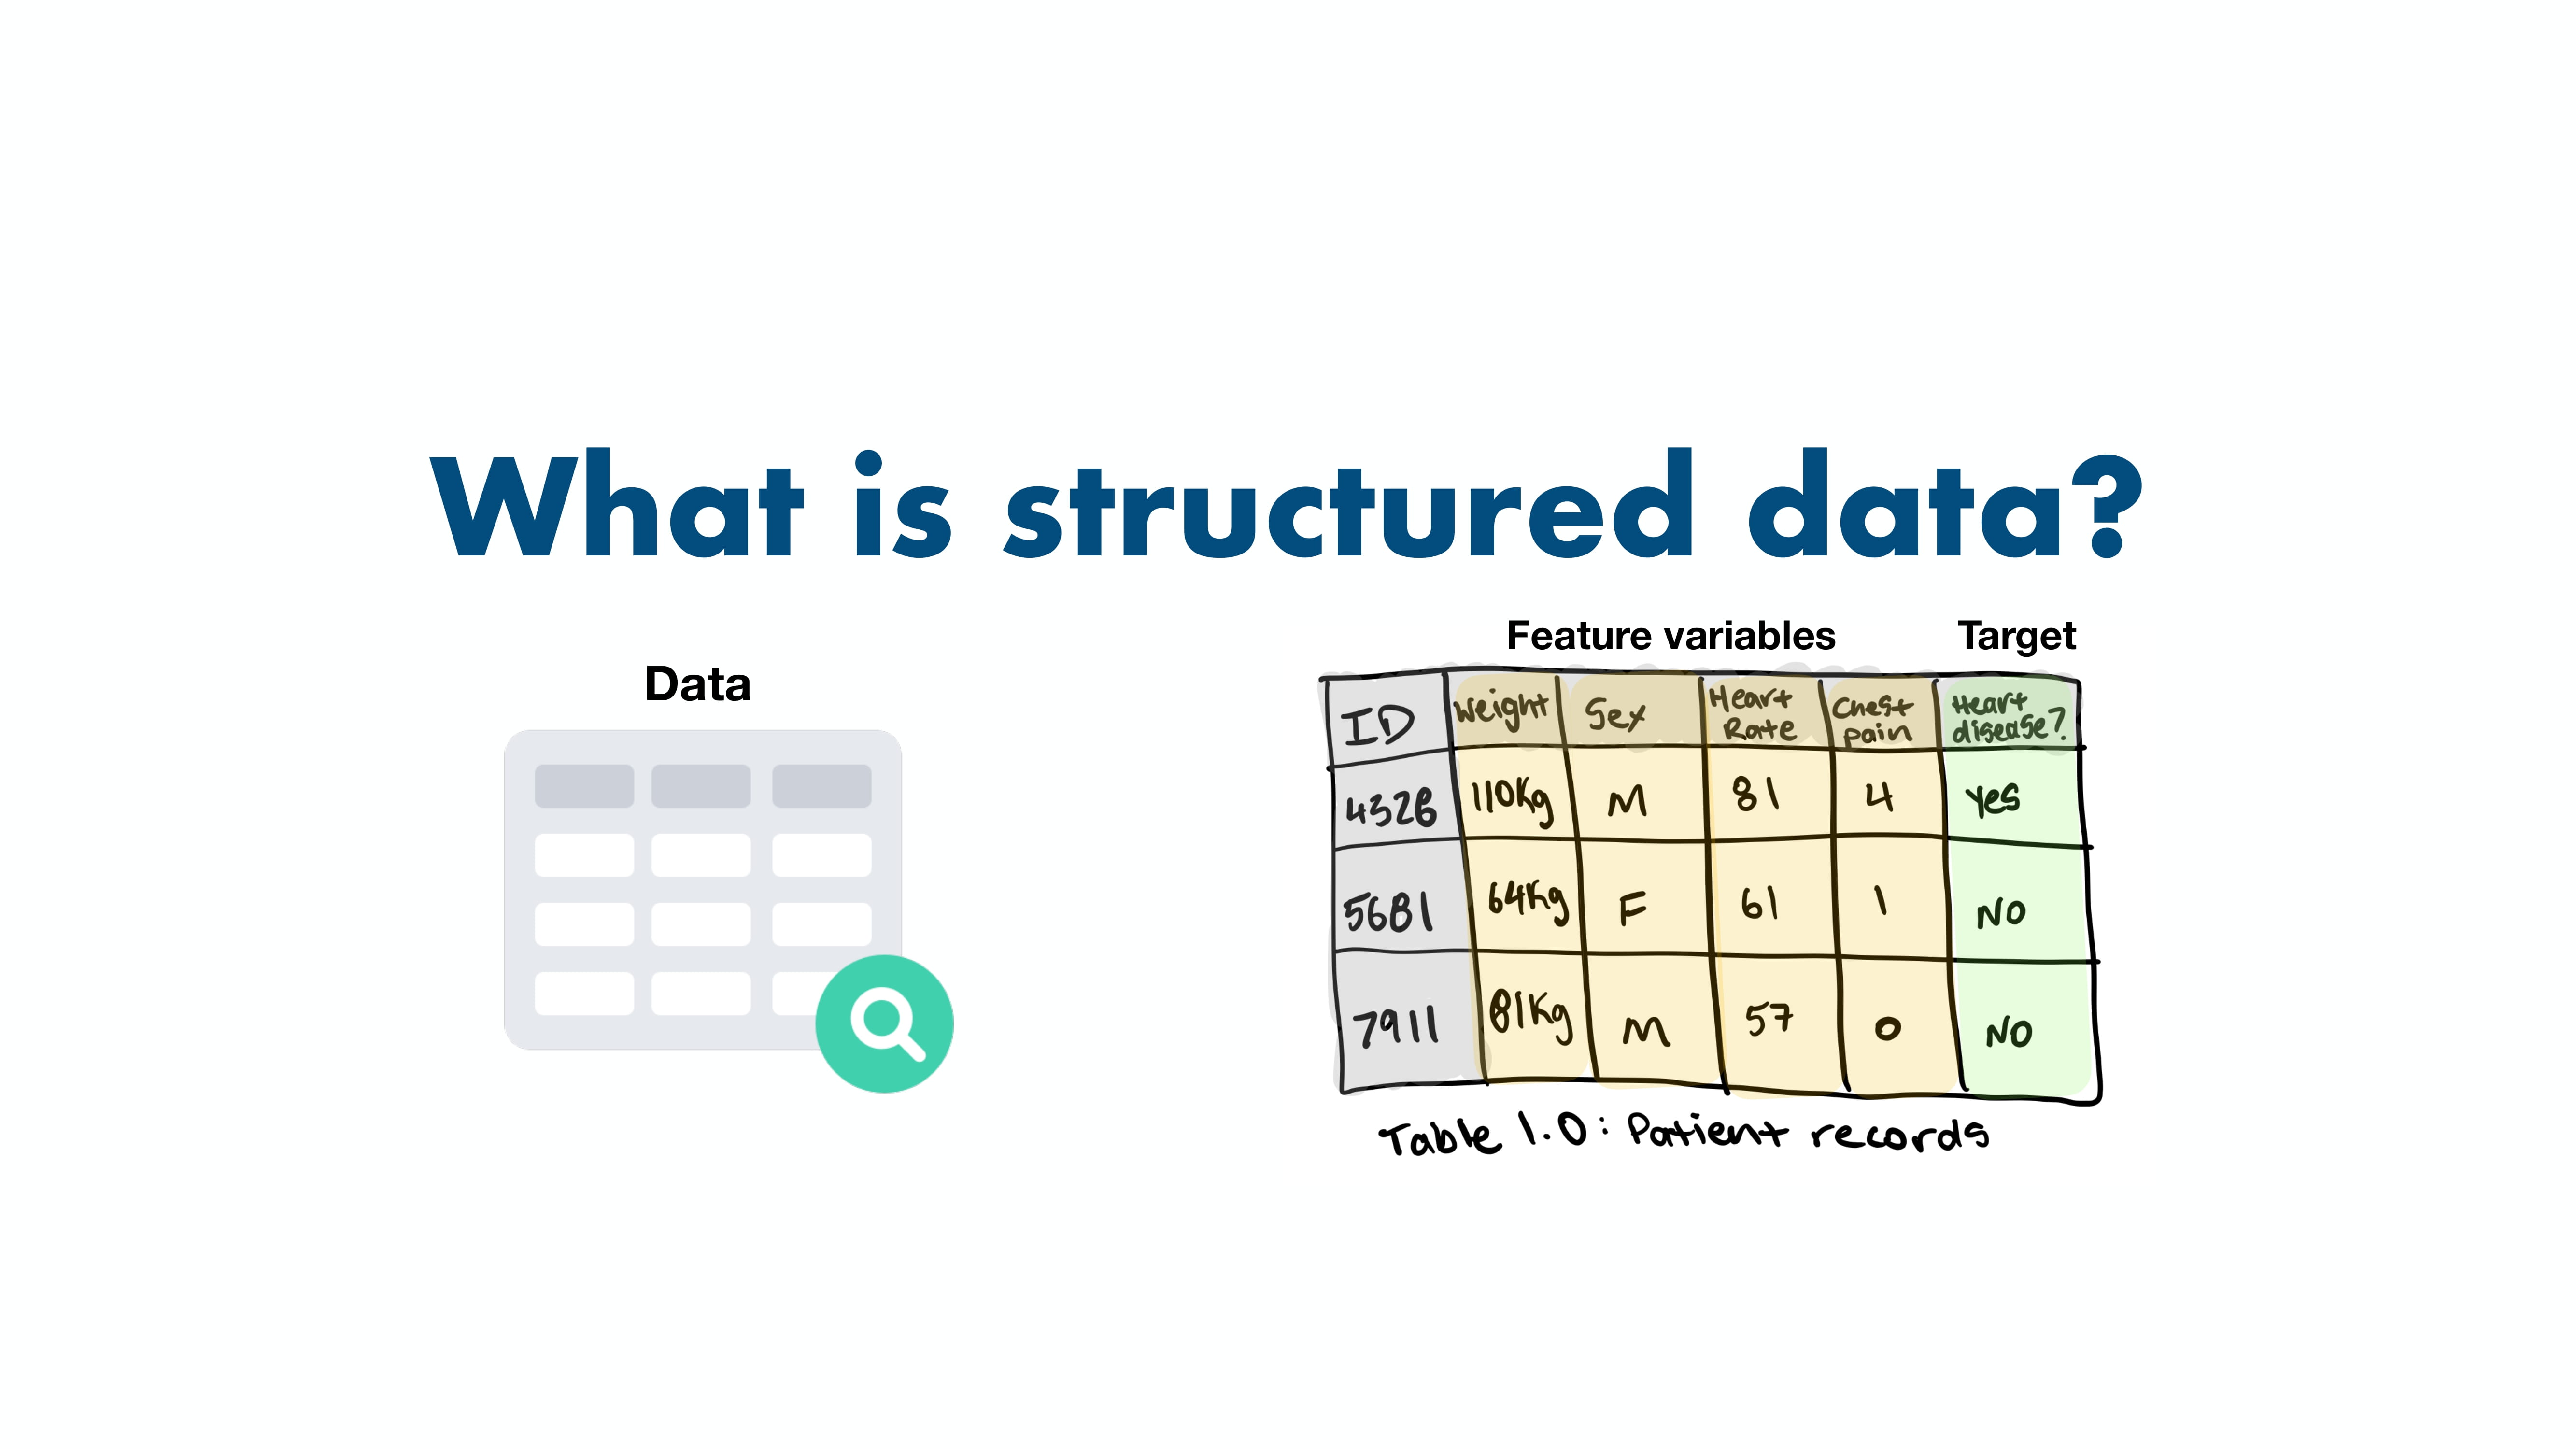 What is structured data?
Data
Feature variables Target
ID Weight Sex Heart Rate Chest pain Heart disease?
4328 110Kg M 81 4 Yes
5681 64Kg F 61 1 No
7911 81Kg M 57 0 No
Table 1.0: Patient records